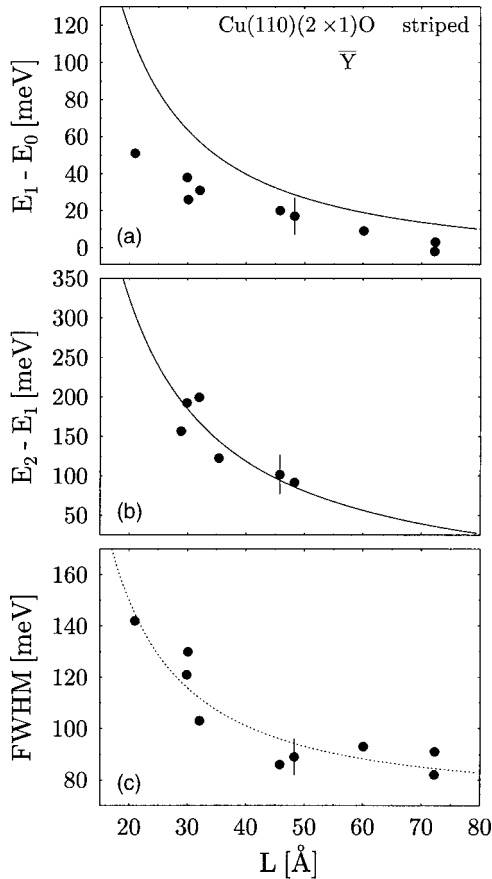 Cu(110)(2 ×1)O striped
Y̅
E₁ - E₀ [meV]
120
100
80
60
40
20
0
(a)
E₂ - E₁ [meV]
350
300
250
200
150
100
50
(b)
FWHM [meV]
160
140
120
100
80
(c)
20 30 40 50 60 70 80
L [Å]